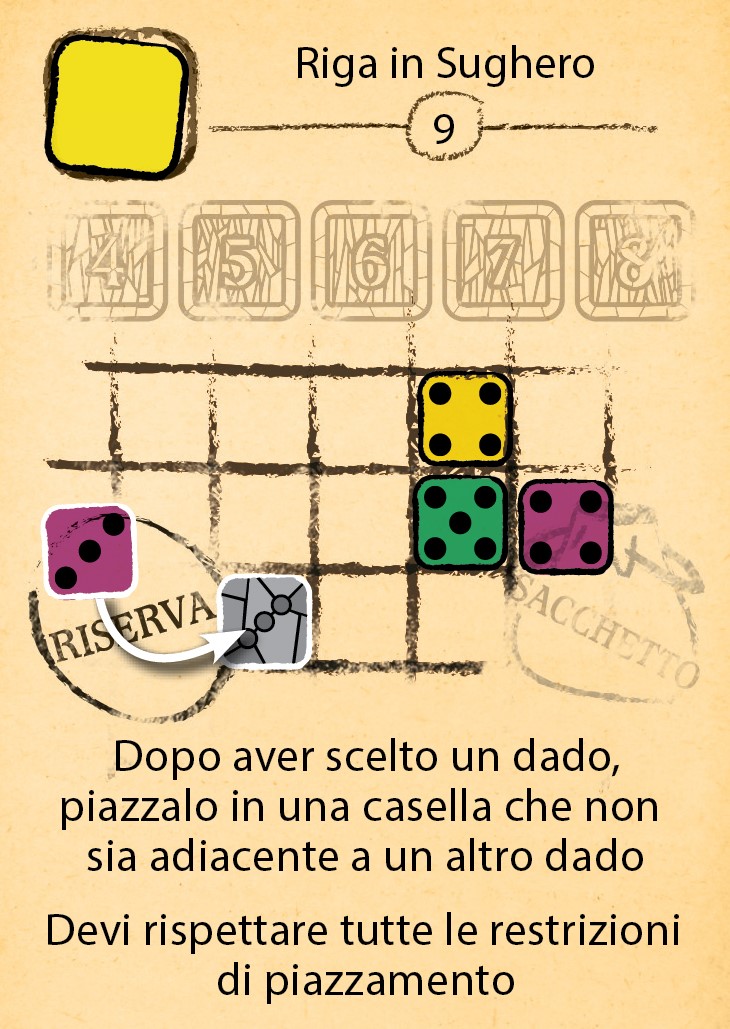 Riga in Sughero
9
4 5 6 7 8
RISERVA
SACCHETTO
Dopo aver scelto un dado,
piazzalo in una casella che non
sia adiacente a un altro dado
Devi rispettare tutte le restrizioni
di piazzamento